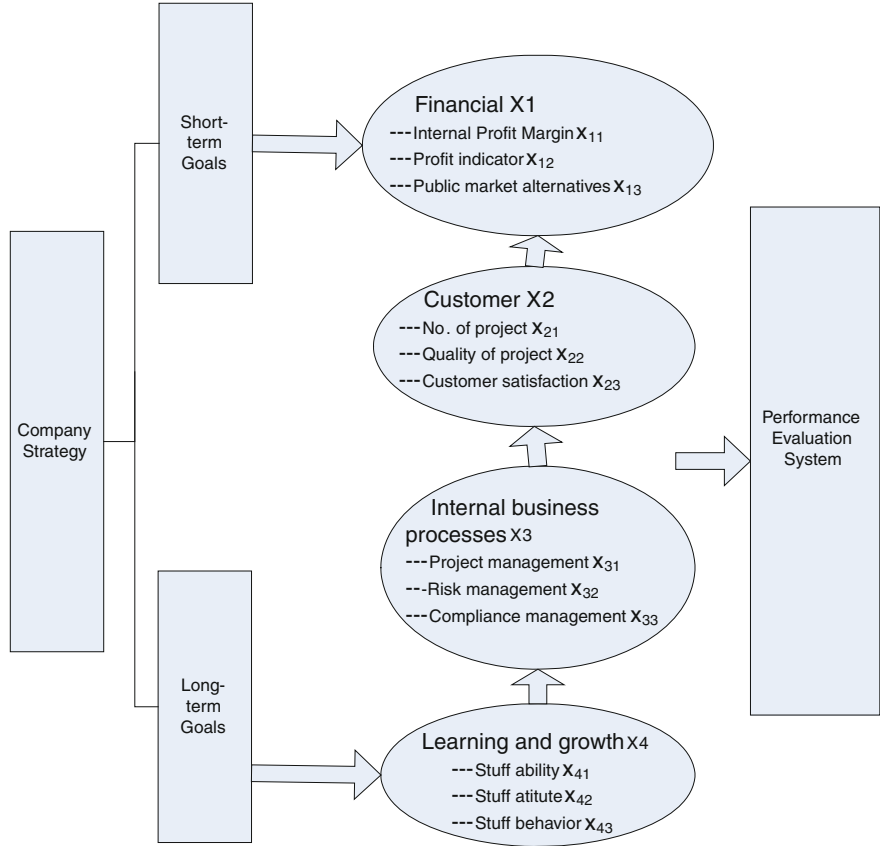 Company
Strategy
Short-
term
Goals
Long-
term
Goals
Financial X1
---Internal Profit Margin X11
---Profit indicator X12
---Public market alternatives X13
Customer X2
---No. of project X21
---Quality of project X22
---Customer satisfaction X23
Internal business
processes X3
---Project management X31
---Risk management X32
---Compliance management X33
Learning and growth X4
---Stuff ability X41
---Stuff atitute X42
---Stuff behavior X43
Performance
Evaluation
System